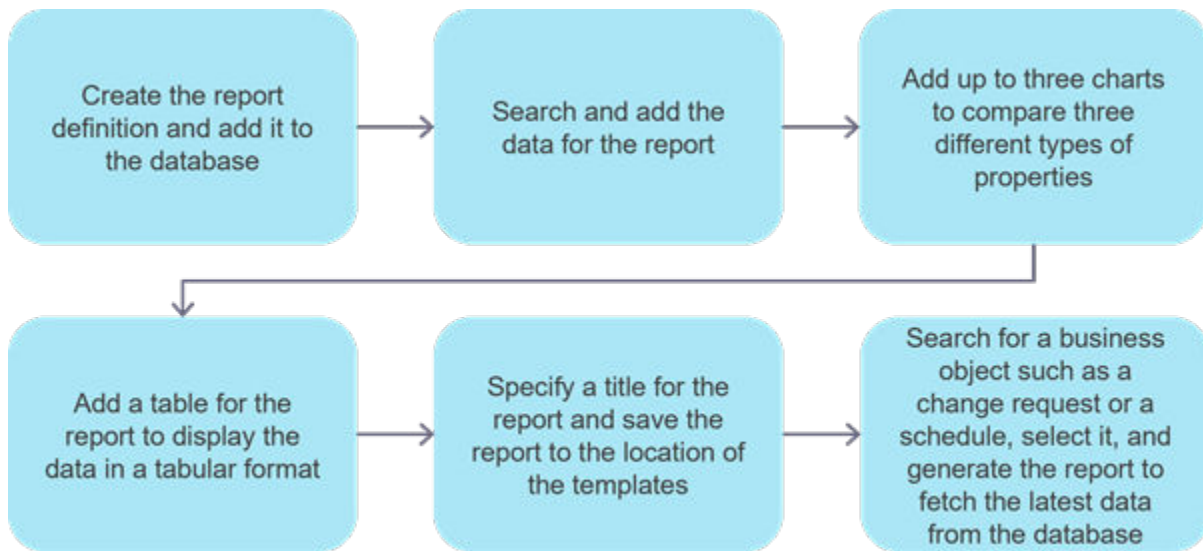 Create the report
definition and add it to
the database
Search and add the
data for the report
Add up to three charts
to compare three
different types of
properties
Add a table for the
report to display the
data in a tabular format
Specify a title for the
report and save the
report to the location of
the templates
Search for a business
object such as a
change request or a
schedule, select it, and
generate the report to
fetch the latest data
from the database